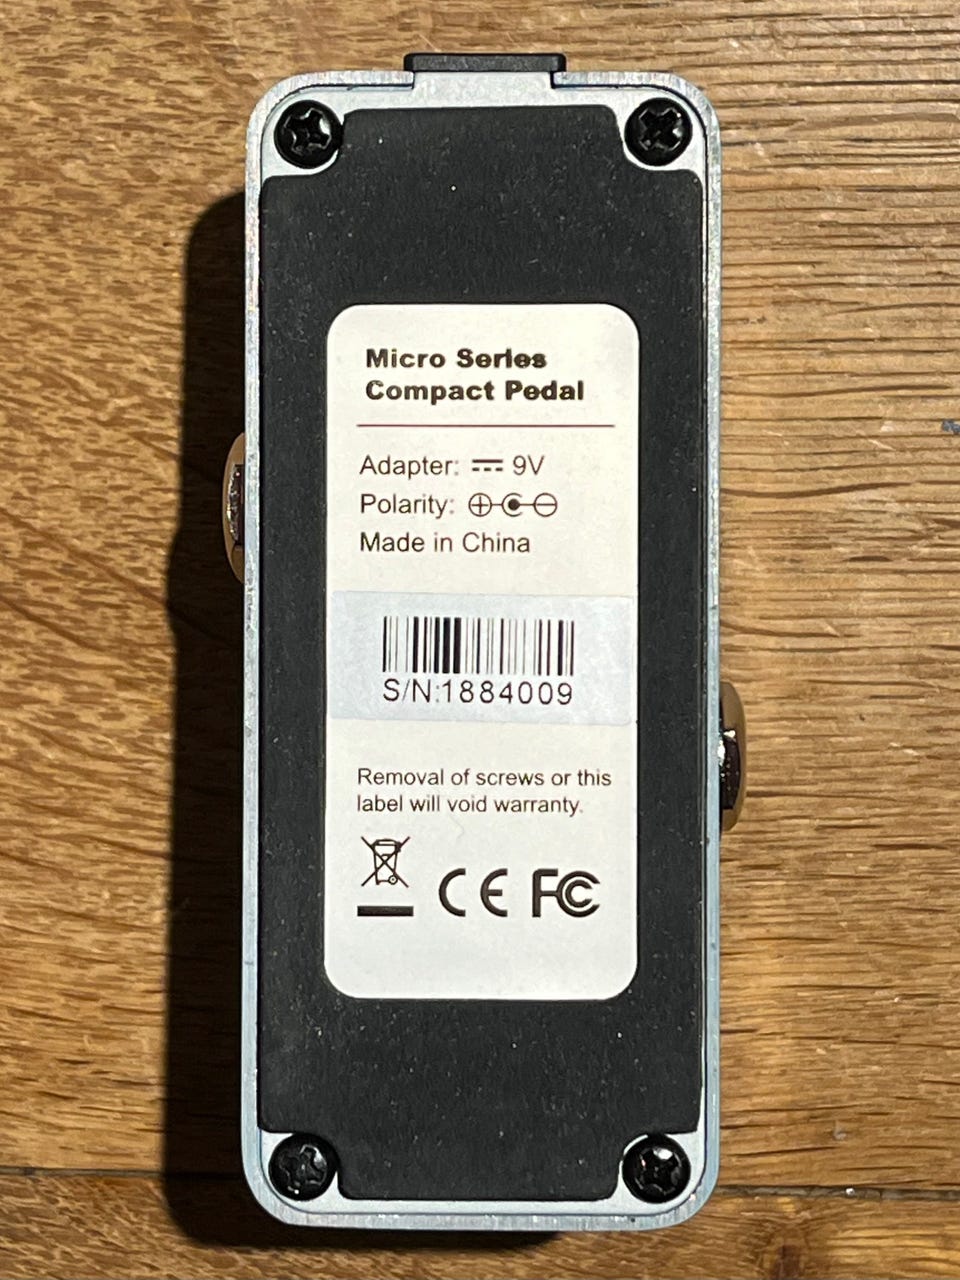 Micro Series
Compact Pedal
Adapter: ⎓ 9V
Polarity:
Made in China
S/N:1884009
Removal of screws or this
label will void warranty.
CE FC